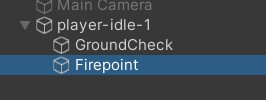 Main Camera
player-idle-1
GroundCheck
Firepoint